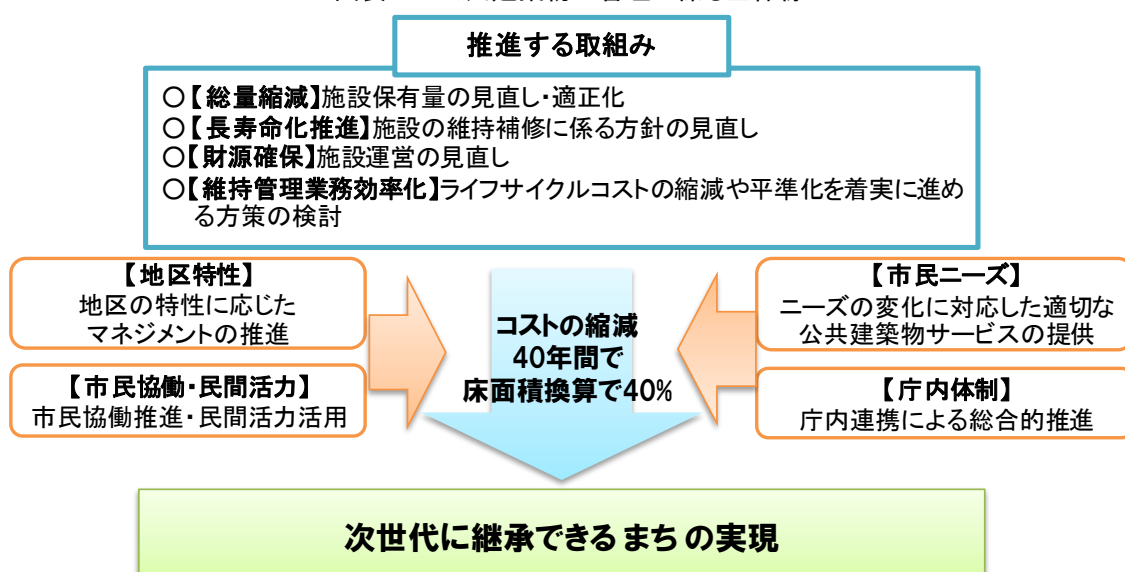 推進する取組み
○【総量縮減】施設保有量の見直し・適正化
○【長寿命化推進】施設の維持補修に係る方針の見直し
○【財源確保】施設運営の見直し
○【維持管理業務効率化】ライフサイクルコストの縮減や平準化を着実に進め
る方策の検討
【地区特性】
地区の特性に応じた
マネジメントの推進
【市民協働・民間活力】
市民協働推進・民間活力活用
コストの縮減
40年間で
床面積換算で40%
【市民ニーズ】
ニーズの変化に対応した適切な
公共建築物サービスの提供
【庁内体制】
庁内連携による総合的推進
次世代に継承できるまちの実現